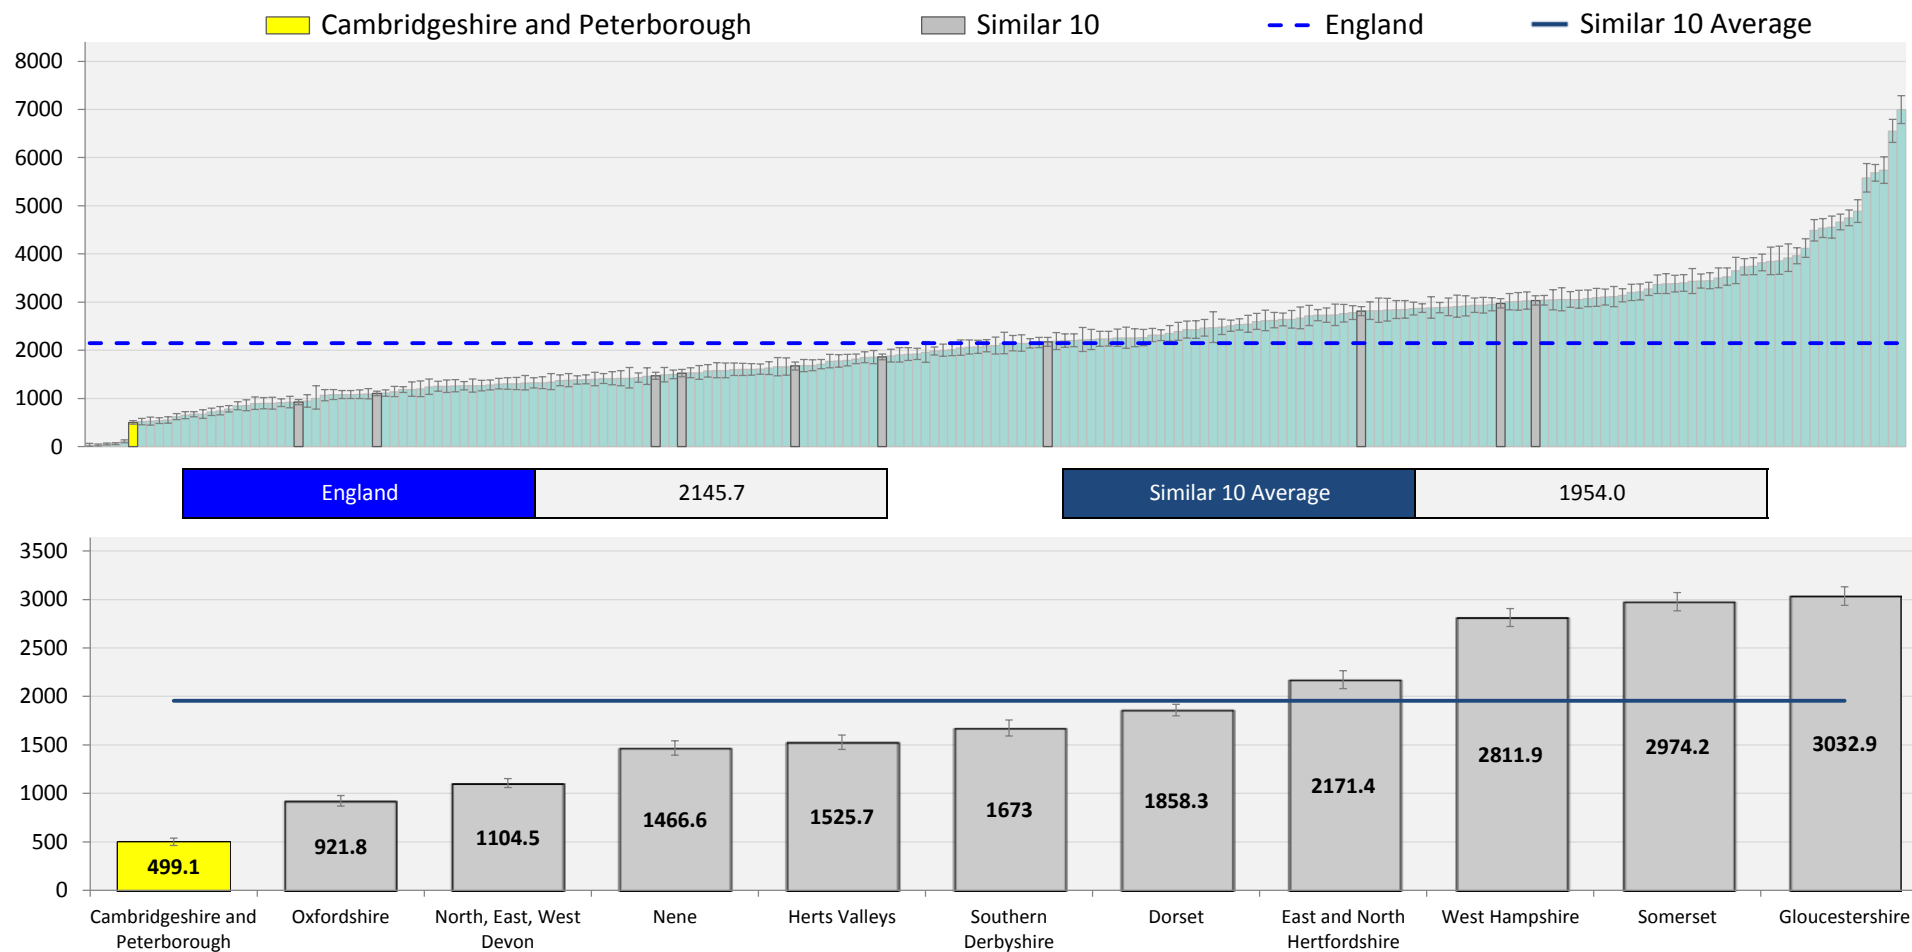 Cambridgeshire and Peterborough
Similar 10
England
Similar 10 Average
8000
7000
6000
5000
4000
3000
2000
1000
0
England
2145.7
Similar 10 Average
1954.0
3500
3000
2500
2000
1500
1000
500
0
499.1
921.8
1104.5
1466.6
1525.7
1673
1858.3
2171.4
2811.9
2974.2
3032.9
Cambridgeshire and
Peterborough
Oxfordshire
North, East, West
Devon
Nene
Herts Valleys
Southern
Derbyshire
Dorset
East and North
Hertfordshire
West Hampshire
Somerset
Gloucestershire